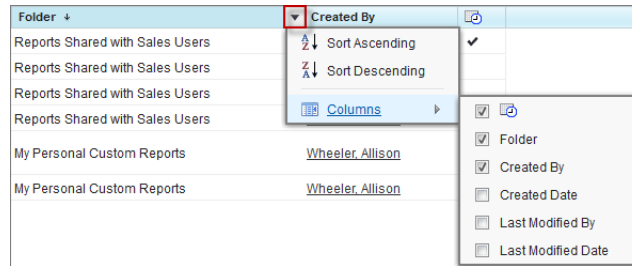 Folder Created By
Reports Shared with Sales Users Sort Ascending
Reports Shared with Sales Users Sort Descending
Reports Shared with Sales Users
Reports Shared with Sales Users Columns
Folder
My Personal Custom Reports Wheeler, Allison Created By
My Personal Custom Reports Wheeler, Allison Created Date
Last Modified By
Last Modified Date